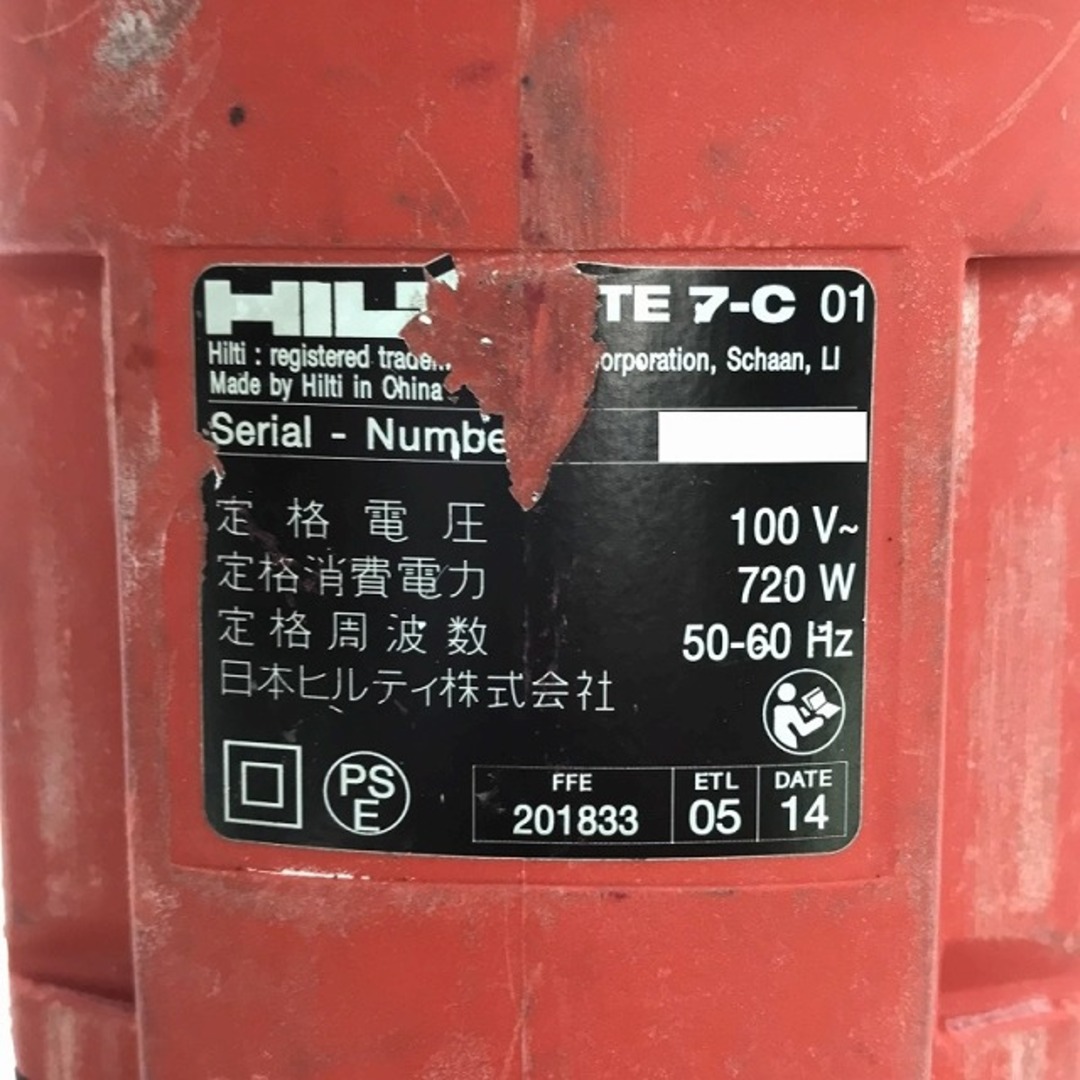 TE 7-C 01
Hilti : registered orporation, Schaan, LI
Made by Hilti in China
Serial - Numbe
定格電圧 100 V~
定格消費電力 720 W
定格周波数 50-60 Hz
日本ヒルティ株式会社
PS
E
FFE ETL DATE
201833 05 14